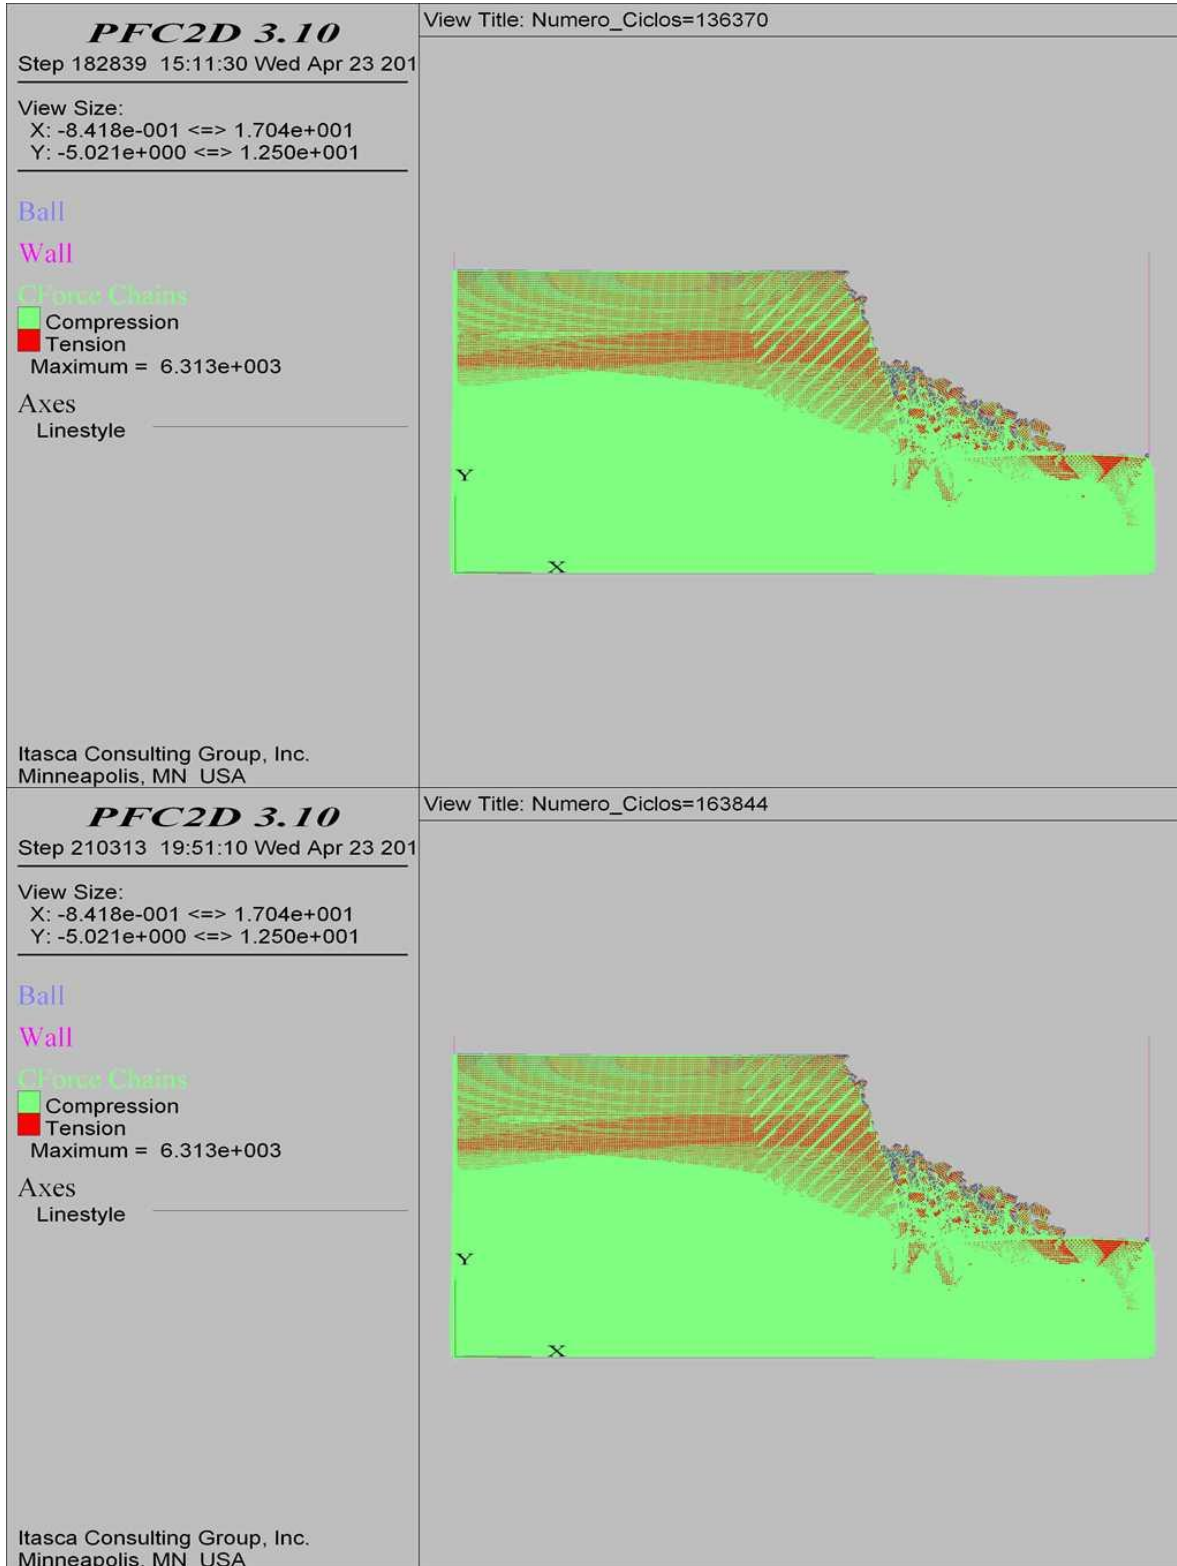 PFC2D 3.10
Step 182839 15:11:30 Wed Apr 23 201
View Size:
X: -8.418e-001 <=> 1.704e+001
Y: -5.021e+000 <=> 1.250e+001
Ball
Wall
CForce Chains
Compression
Tension
Maximum = 6.313e+003
Axes
Linestyle
Itasca Consulting Group, Inc.
Minneapolis, MN USA
View Title: Numero_Ciclos=136370
Y
X
PFC2D 3.10
Step 210313 19:51:10 Wed Apr 23 201
View Size:
X: -8.418e-001 <=> 1.704e+001
Y: -5.021e+000 <=> 1.250e+001
Ball
Wall
CForce Chains
Compression
Tension
Maximum = 6.313e+003
Axes
Linestyle
Itasca Consulting Group, Inc.
Minneapolis, MN USA
View Title: Numero_Ciclos=163844
Y
X